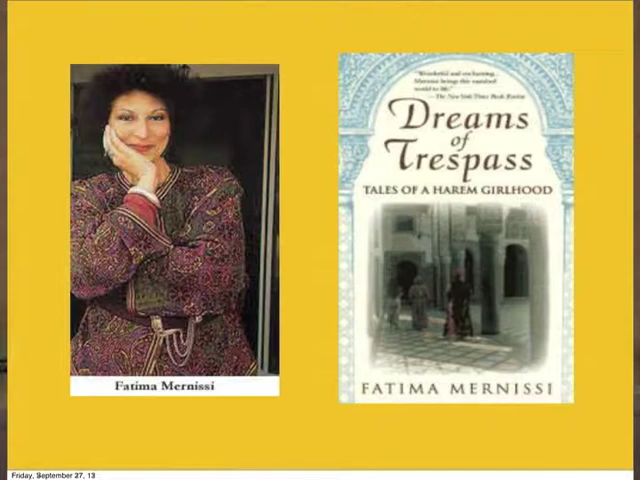 Fatima Mernissi
"Wonderful and enchanting...
Mernissi brings this vanished
world to life."
—The New York Times Book Review
Dreams
of
Trespass
TALES OF A HAREM GIRLHOOD
FATIMA MERNISSI
Friday, September 27, 13